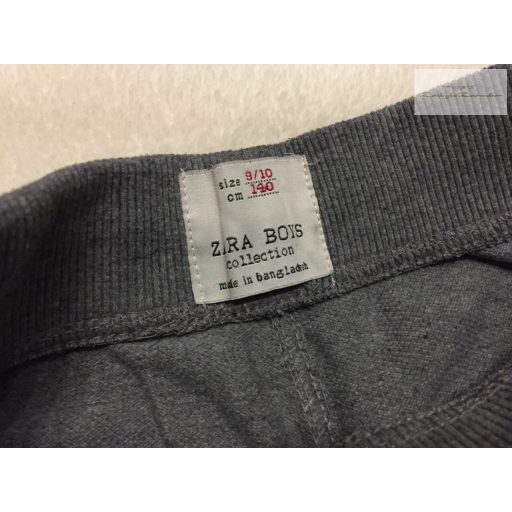 size 9/10
cm 140
ZARA BOYS
collection
made in bangladesh